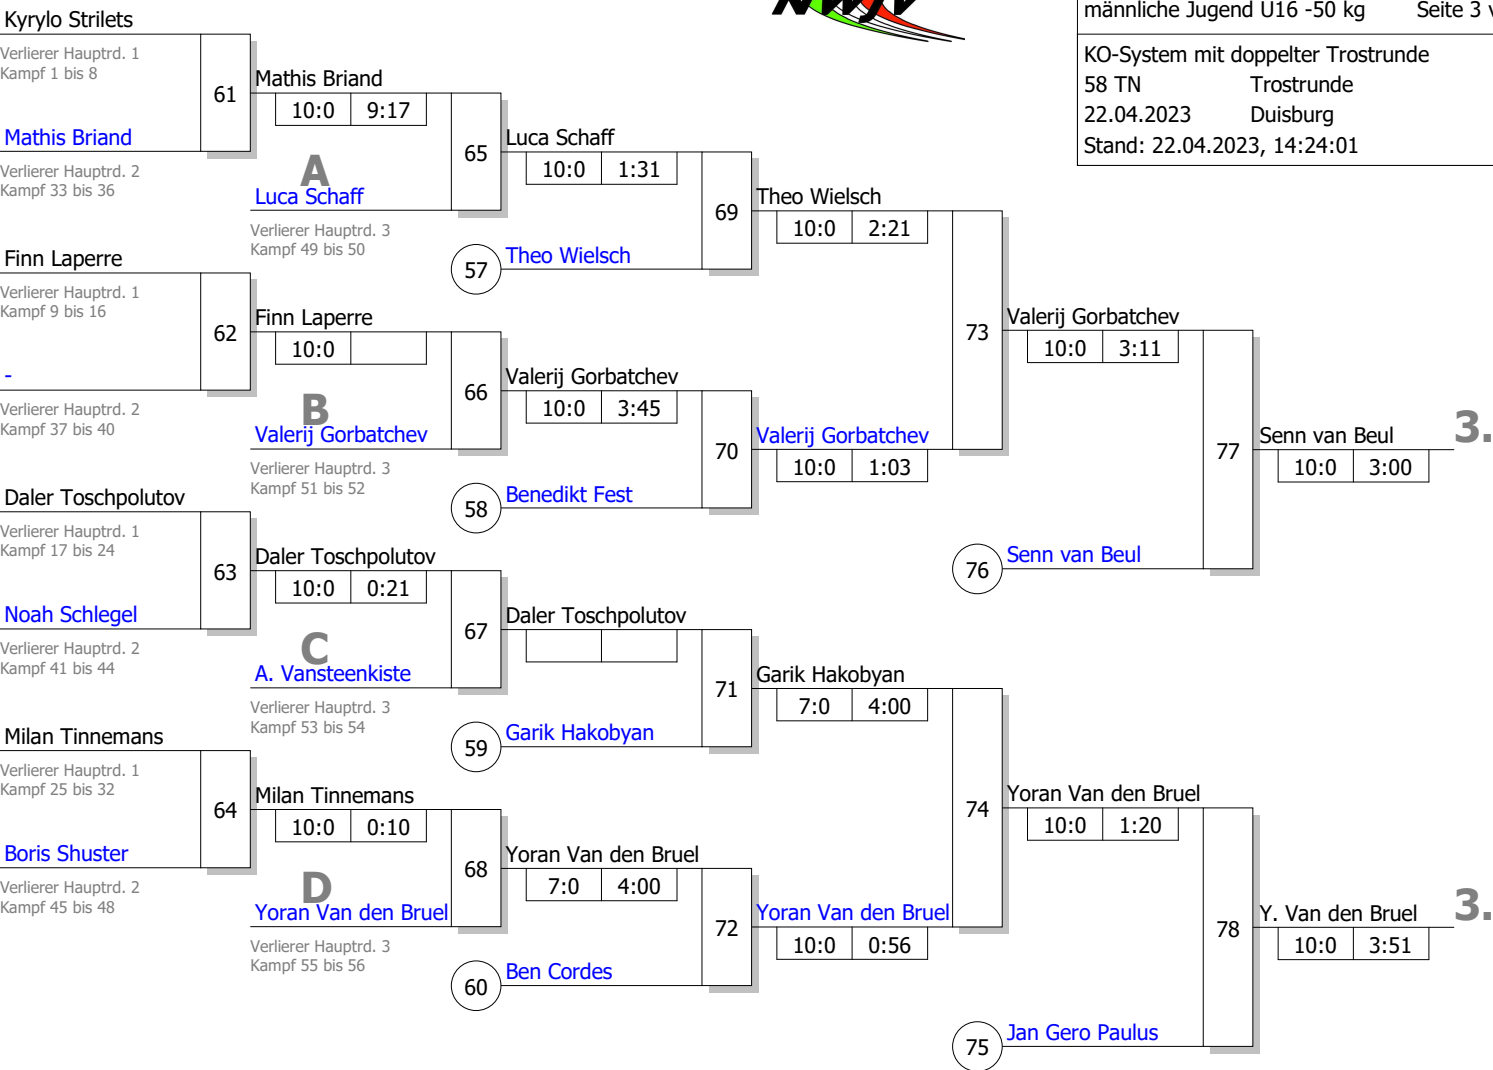 NWJV
männliche Jugend U16 -50 kg Seite 3 v
KO-System mit doppelter Trostrunde
58 TN Trostrunde
22.04.2023 Duisburg
Stand: 22.04.2023, 14:24:01
Kyrylo Strilets
Verlierer Hauptrd. 1
Kampf 1 bis 8
61
Mathis Briand
Verlierer Hauptrd. 2
Kampf 33 bis 36
Finn Laperre
Verlierer Hauptrd. 1
Kampf 9 bis 16
62
-
Verlierer Hauptrd. 2
Kampf 37 bis 40
Daler Toschpolutov
Verlierer Hauptrd. 1
Kampf 17 bis 24
63
Noah Schlegel
Verlierer Hauptrd. 2
Kampf 41 bis 44
Milan Tinnemans
Verlierer Hauptrd. 1
Kampf 25 bis 32
64
Boris Shuster
Verlierer Hauptrd. 2
Kampf 45 bis 48
Mathis Briand
10:0 9:17
A
65
Luca Schaff
Verlierer Hauptrd. 3
Kampf 49 bis 50
Finn Laperre
10:0
B
66
Valerij Gorbatchev
Verlierer Hauptrd. 3
Kampf 51 bis 52
Daler Toschpolutov
10:0 0:21
C
67
A. Vansteenkiste
Verlierer Hauptrd. 3
Kampf 53 bis 54
Milan Tinnemans
10:0 0:10
D
68
Yoran Van den Bruel
Verlierer Hauptrd. 3
Kampf 55 bis 56
Luca Schaff
10:0 1:31
69
57 Theo Wielsch
Valerij Gorbatchev
10:0 3:45
70
58 Benedikt Fest
Daler Toschpolutov
71
59 Garik Hakobyan
Yoran Van den Bruel
7:0 4:00
72
60 Ben Cordes
Theo Wielsch
10:0 2:21
73
Valerij Gorbatchev
10:0 1:03
Garik Hakobyan
7:0 4:00
74
Yoran Van den Bruel
10:0 0:56
Valerij Gorbatchev
10:0 3:11
77
76 Senn van Beul
Yoran Van den Bruel
10:0 1:20
78
75 Jan Gero Paulus
Senn van Beul 3.
10:0 3:00
Y. Van den Bruel 3.
10:0 3:51